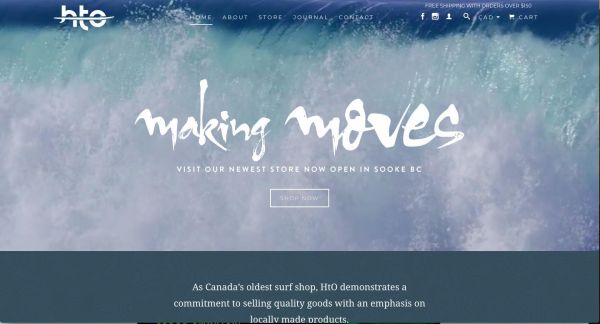 FREE SHIPPING WITH ORDERS OVER $150
hto
HOME ABOUT STORE JOURNAL CONTACT
CAD CART
making moves
VISIT OUR NEWEST STORE NOW OPEN IN SOOKE BC
SHOP NOW
As Canada's oldest surf shop, HtO demonstrates a
commitment to selling quality goods with an emphasis on
locally made products.